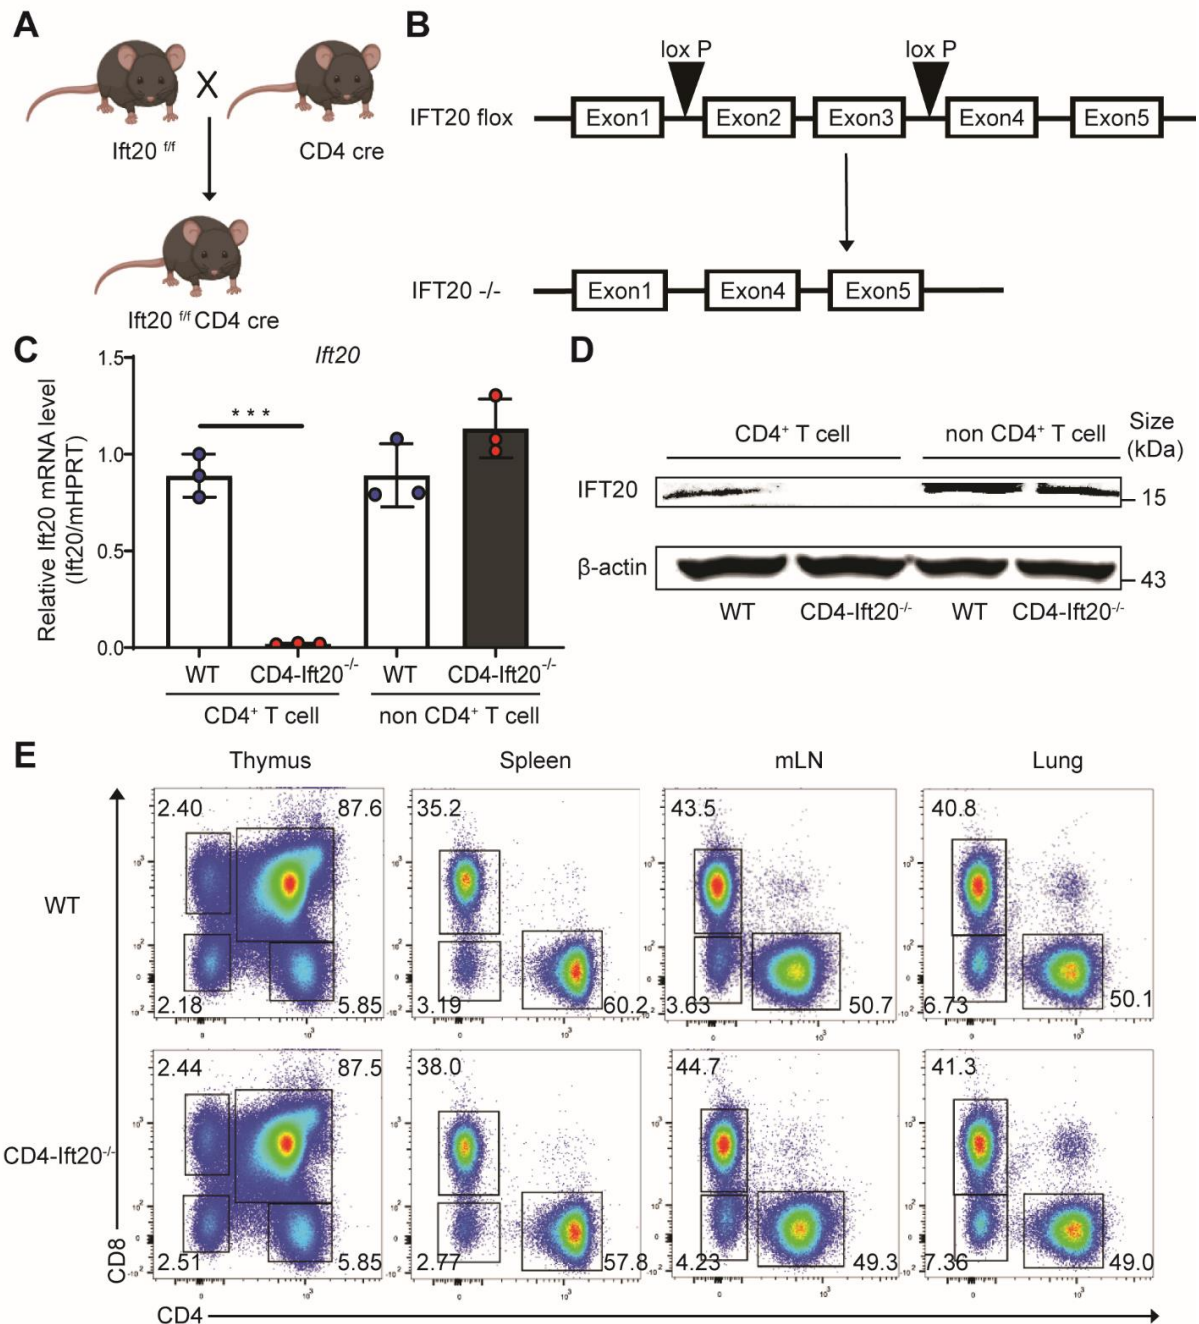 A
Ift20 f/f
X
CD4 cre
Ift20 f/f CD4 cre
B
lox P
lox P
IFT20 flox
Exon1
Exon2
Exon3
Exon4
Exon5
IFT20 -/-
Exon1
Exon4
Exon5
C
Ift20
Relative Ift20 mRNA level
(Ift20/mHPRT)
1.5
1.0
0.5
0.0
* * *
WT
CD4-Ift20-/-
WT
CD4-Ift20-/-
CD4+ T cell
non CD4+ T cell
D
CD4+ T cell
non CD4+ T cell
Size
(kDa)
IFT20
15
β-actin
43
WT
CD4-Ift20-/-
WT
CD4-Ift20-/-
E
Thymus
Spleen
mLN
Lung
WT
2.40
87.6
2.18
5.85
35.2
3.19
60.2
43.5
3.63
50.7
40.8
6.73
50.1
CD4-Ift20-/-
2.44
87.5
2.51
5.85
38.0
2.77
57.8
44.7
4.23
49.3
41.3
7.36
49.0
CD8
CD4